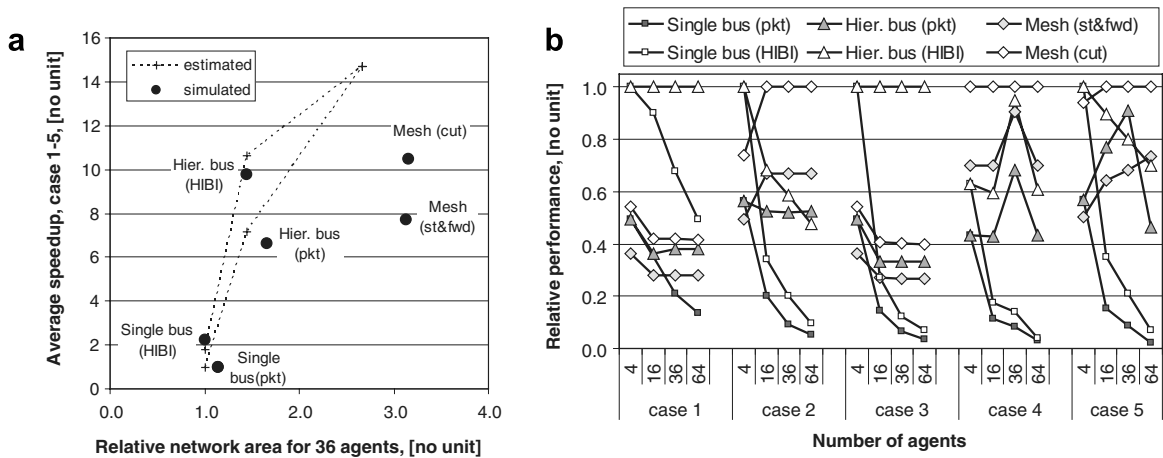 a
Average speedup, case 1-5, [no unit]
16
14
12
10
8
6
4
2
0
estimated
simulated
Mesh (cut)
Hier. bus
(HIBI)
Mesh
(st&fwd)
Hier. bus
(pkt)
Single bus
(HIBI)
Single
bus(pkt)
0.0 1.0 2.0 3.0 4.0
Relative network area for 36 agents, [no unit]
b
Single bus (pkt) Hier. bus (pkt) Mesh (st&fwd)
Single bus (HIBI) Hier. bus (HIBI) Mesh (cut)
Relative performance, [no unit]
1.0
0.8
0.6
0.4
0.2
0.0
4 16 36 64 4 16 36 64 4 16 36 64 4 16 36 64 4 16 36 64
case 1 case 2 case 3 case 4 case 5
Number of agents